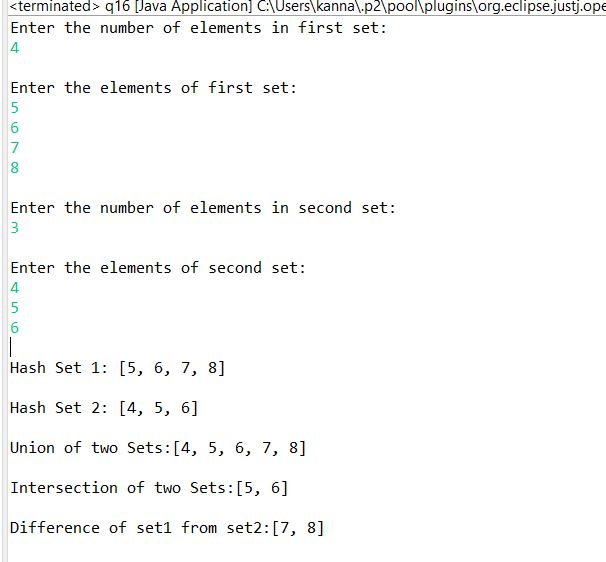 <terminated> q16 [Java Application] C:\Users\kanna\.p2\pool\plugins\org.eclipse.justj.ope
Enter the number of elements in first set:
4
Enter the elements of first set:
5
6
7
8
Enter the number of elements in second set:
3
Enter the elements of second set:
4
5
6
Hash Set 1: [5, 6, 7, 8]
Hash Set 2: [4, 5, 6]
Union of two Sets:[4, 5, 6, 7, 8]
Intersection of two Sets:[5, 6]
Difference of set1 from set2:[7, 8]